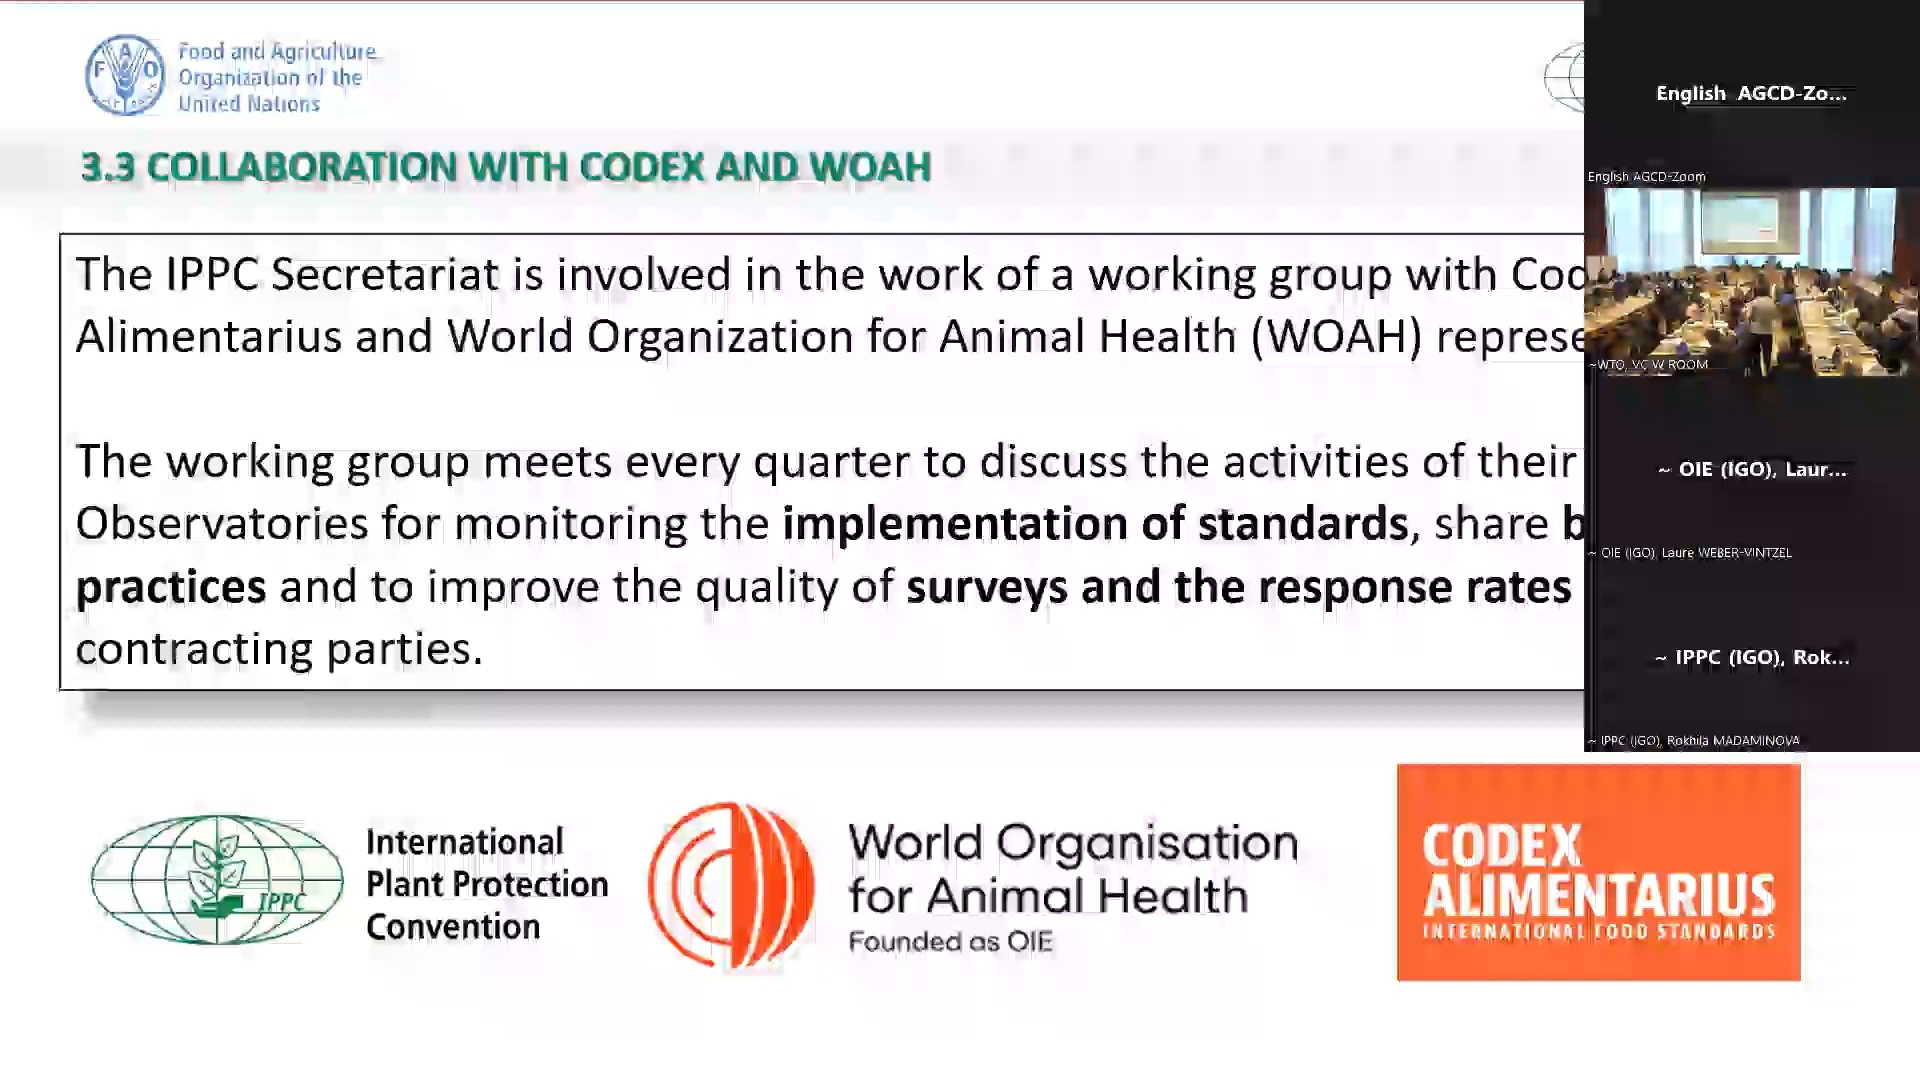 FAO
Food and Agriculture
Organization of the
United Nations
3.3 COLLABORATION WITH CODEX AND WOAH
The IPPC Secretariat is involved in the work of a working group with Cod
Alimentarius and World Organization for Animal Health (WOAH) represe
The working group meets every quarter to discuss the activities of their
Observatories for monitoring the implementation of standards, share b
practices and to improve the quality of surveys and the response rates
contracting parties.
IPPC
International
Plant Protection
Convention
World Organisation
for Animal Health
Founded as OIE
CODEX
ALIMENTARIUS
INTERNATIONAL FOOD STANDARDS
English AGCD-Zo...
English AGCD-Zoom
~WTO, VC W ROOM
~ OIE (IGO), Laur...
~ OIE (IGO), Laure WEBER-VINTZEL
~ IPPC (IGO), Rok...
~ IPPC (IGO), Rokhila MADAMINOVA